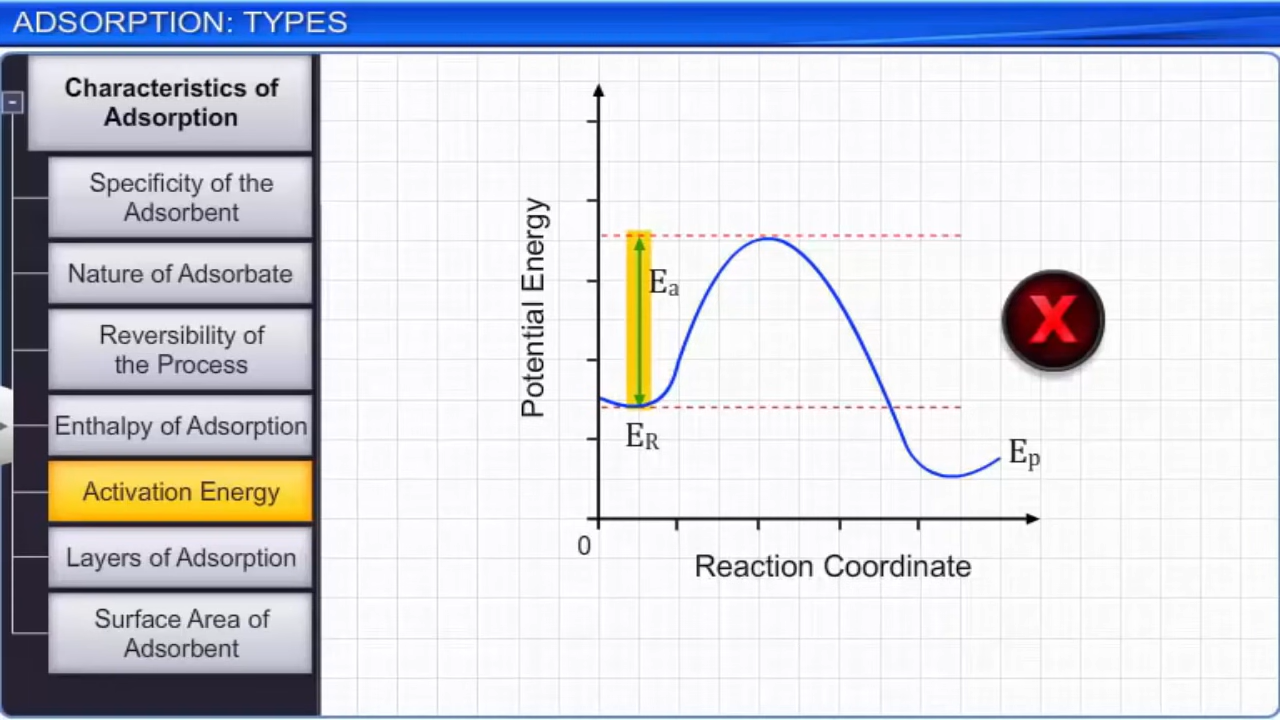 ADSORPTION: TYPES
-
Characteristics of
Adsorption
Specificity of the
Adsorbent
Nature of Adsorbate
Reversibility of
the Process
Enthalpy of Adsorption
Activation Energy
Layers of Adsorption
Surface Area of
Adsorbent
Potential Energy
Ea
ER
Ep
X
0
Reaction Coordinate